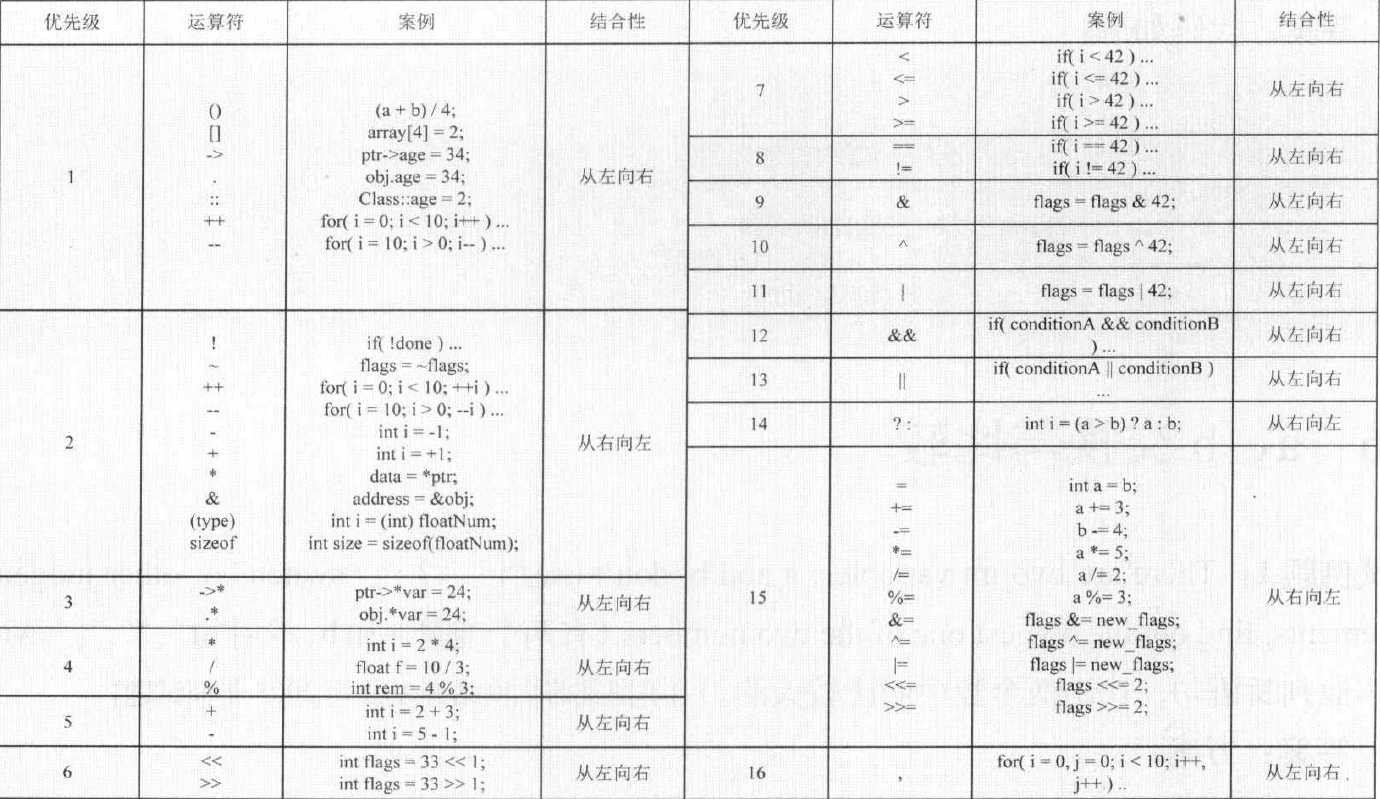 优先级 运算符 案例 结合性
1 从左向右
() (a + b) / 4;
[] array[4] = 2;
-> ptr->age = 34;
. obj.age = 34;
:: Class::age = 2;
++ for( i = 0; i < 10; i++ ) ...
-- for( i = 10; i > 0; i-- ) ...
2 从右向左
! if( !done ) ...
~ flags = ~flags;
++ for( i = 0; i < 10; ++i ) ...
-- for( i = 10; i > 0; --i ) ...
- int i = -1;
+ int i = +1;
* data = *ptr;
& address = &obj;
(type) int i = (int) floatNum;
sizeof int size = sizeof(floatNum);
3 从左向右
->* ptr->*var = 24;
.* obj.*var = 24;
4 从左向右
* int i = 2 * 4;
/ float f = 10 / 3;
% int rem = 4 % 3;
5 从左向右
+ int i = 2 + 3;
- int i = 5 - 1;
6 从左向右
<< int flags = 33 << 1;
>> int flags = 33 >> 1;
优先级 运算符 案例 结合性
7 从左向右
< if( i < 42 ) ...
<= if( i <= 42 ) ...
> if( i > 42 ) ...
>= if( i >= 42 ) ...
8 从左向右
== if( i == 42 ) ...
!= if( i != 42 ) ...
9 & flags = flags & 42; 从左向右
10 ^ flags = flags ^ 42; 从左向右
11 | flags = flags | 42; 从左向右
12 && if( conditionA && conditionB 从左向右
) ...
13 || if( conditionA || conditionB ) 从左向右
...
14 ? : int i = (a > b) ? a : b; 从右向左
15 从右向左
= int a = b;
+= a += 3;
-= b -= 4;
*= a *= 5;
/= a /= 2;
%= a %= 3;
&= flags &= new_flags;
^= flags ^= new_flags;
|= flags |= new_flags;
<<= flags <<= 2;
>>= flags >>= 2;
16 , for( i = 0, j = 0; i < 10; i++, 从左向右
j++ ) ..